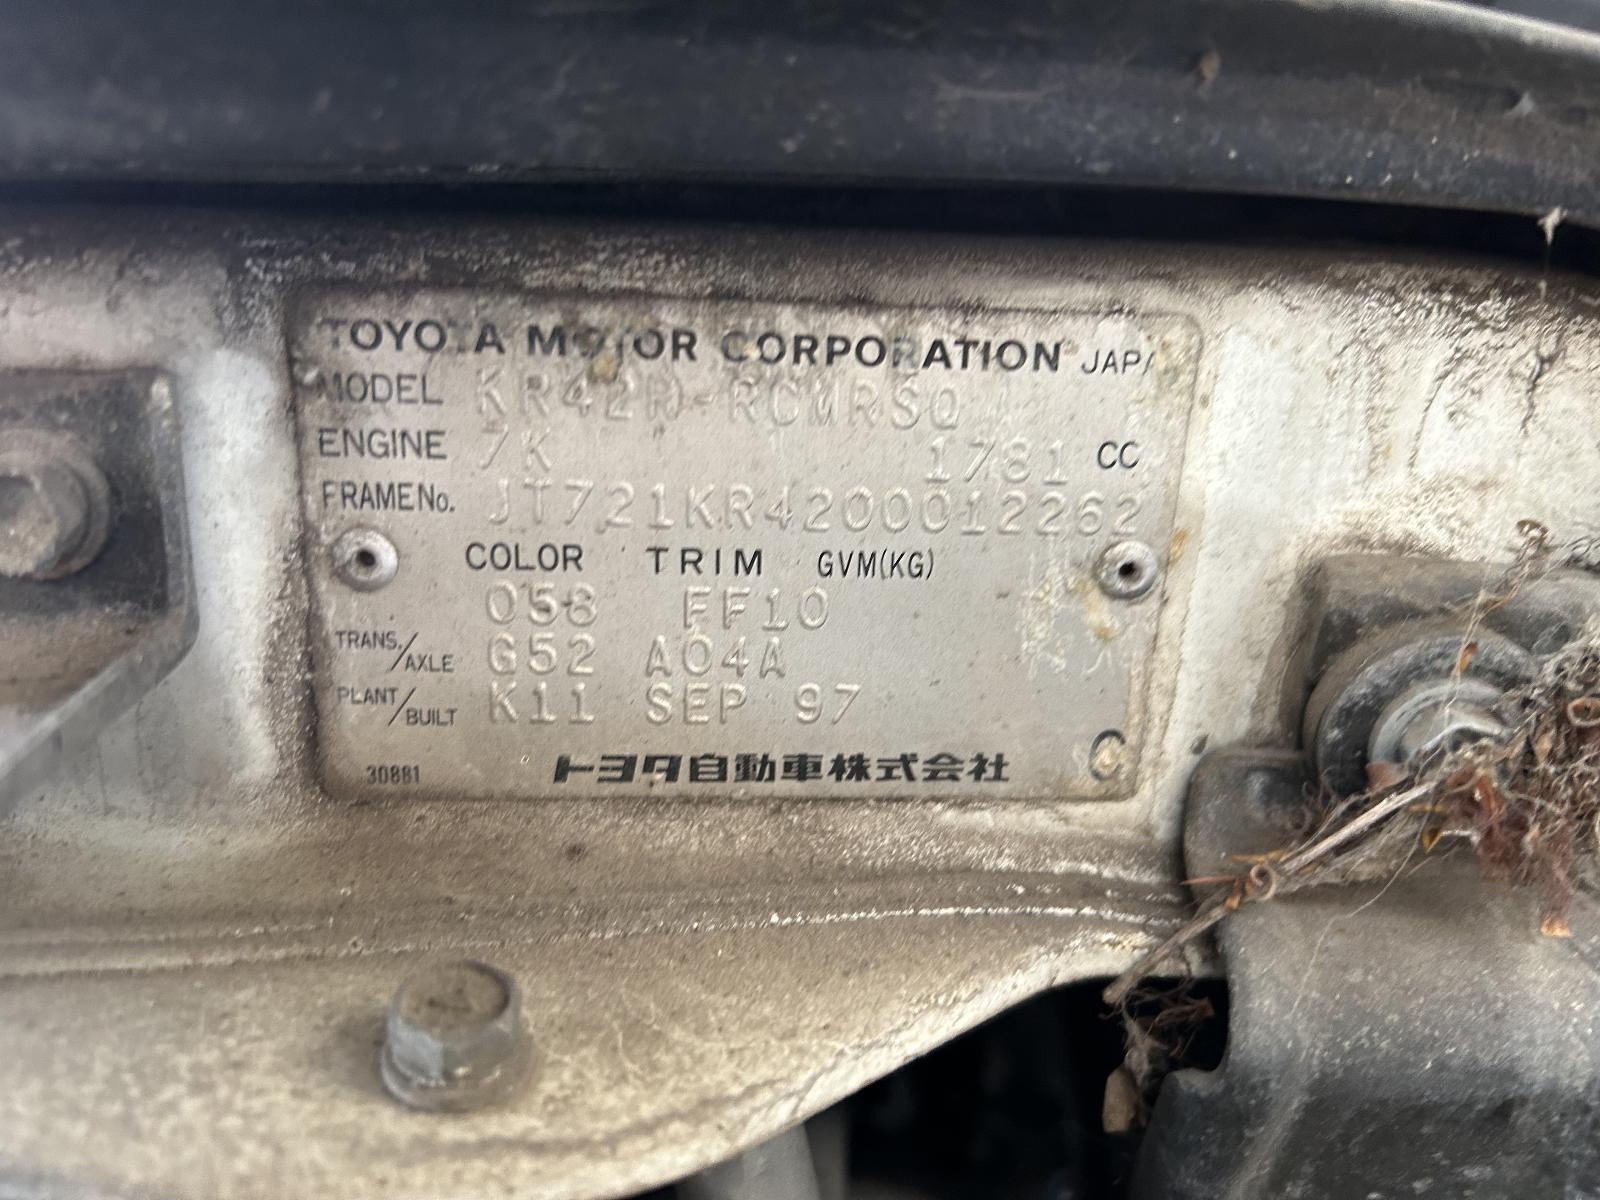 TOYOTA MOTOR CORPORATION JAPA
MODEL KR42R-RCMRSQ
ENGINE 7K 1781 CC
FRAME No. JT721KR4200012262
COLOR TRIM GVM(KG)
058 FF10
TRANS./AXLE G52 A04A
PLANT/BUILT K11 SEP 97
30881 トヨタ自動車株式会社 C